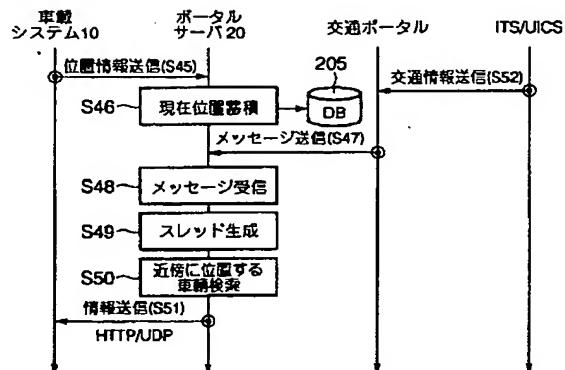 車載
システム10
ポータル
サーバ20
交通ポータル
ITS/UICS
位置情報送信(S45)
205
交通情報送信(S52)
S46
現在位置蓄積
DB
メッセージ送信(S47)
S48
メッセージ受信
S49
スレッド生成
S50
近傍に位置する
車輌検索
情報送信(S51)
HTTP/UDP